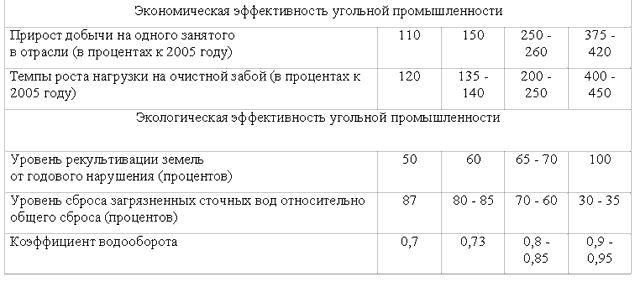 Экономическая эффективность угольной промышленности
Прирост добычи на одного занятого
в отрасли (в процентах к 2005 году)
110
150
250 -
260
375 -
420
Темпы роста нагрузки на очистной забой (в процентах к
2005 году)
120
135 -
140
200 -
250
400 -
450
Экологическая эффективность угольной промышленности
Уровень рекультивации земель
от годового нарушения (процентов)
50
60
65 - 70
100
Уровень сброса загрязненных сточных вод относительно
общего сброса (процентов)
87
80 - 85
70 - 60
30 - 35
Коэффициент водооборота
0,7
0,73
0,8 -
0,85
0,9 -
0,95